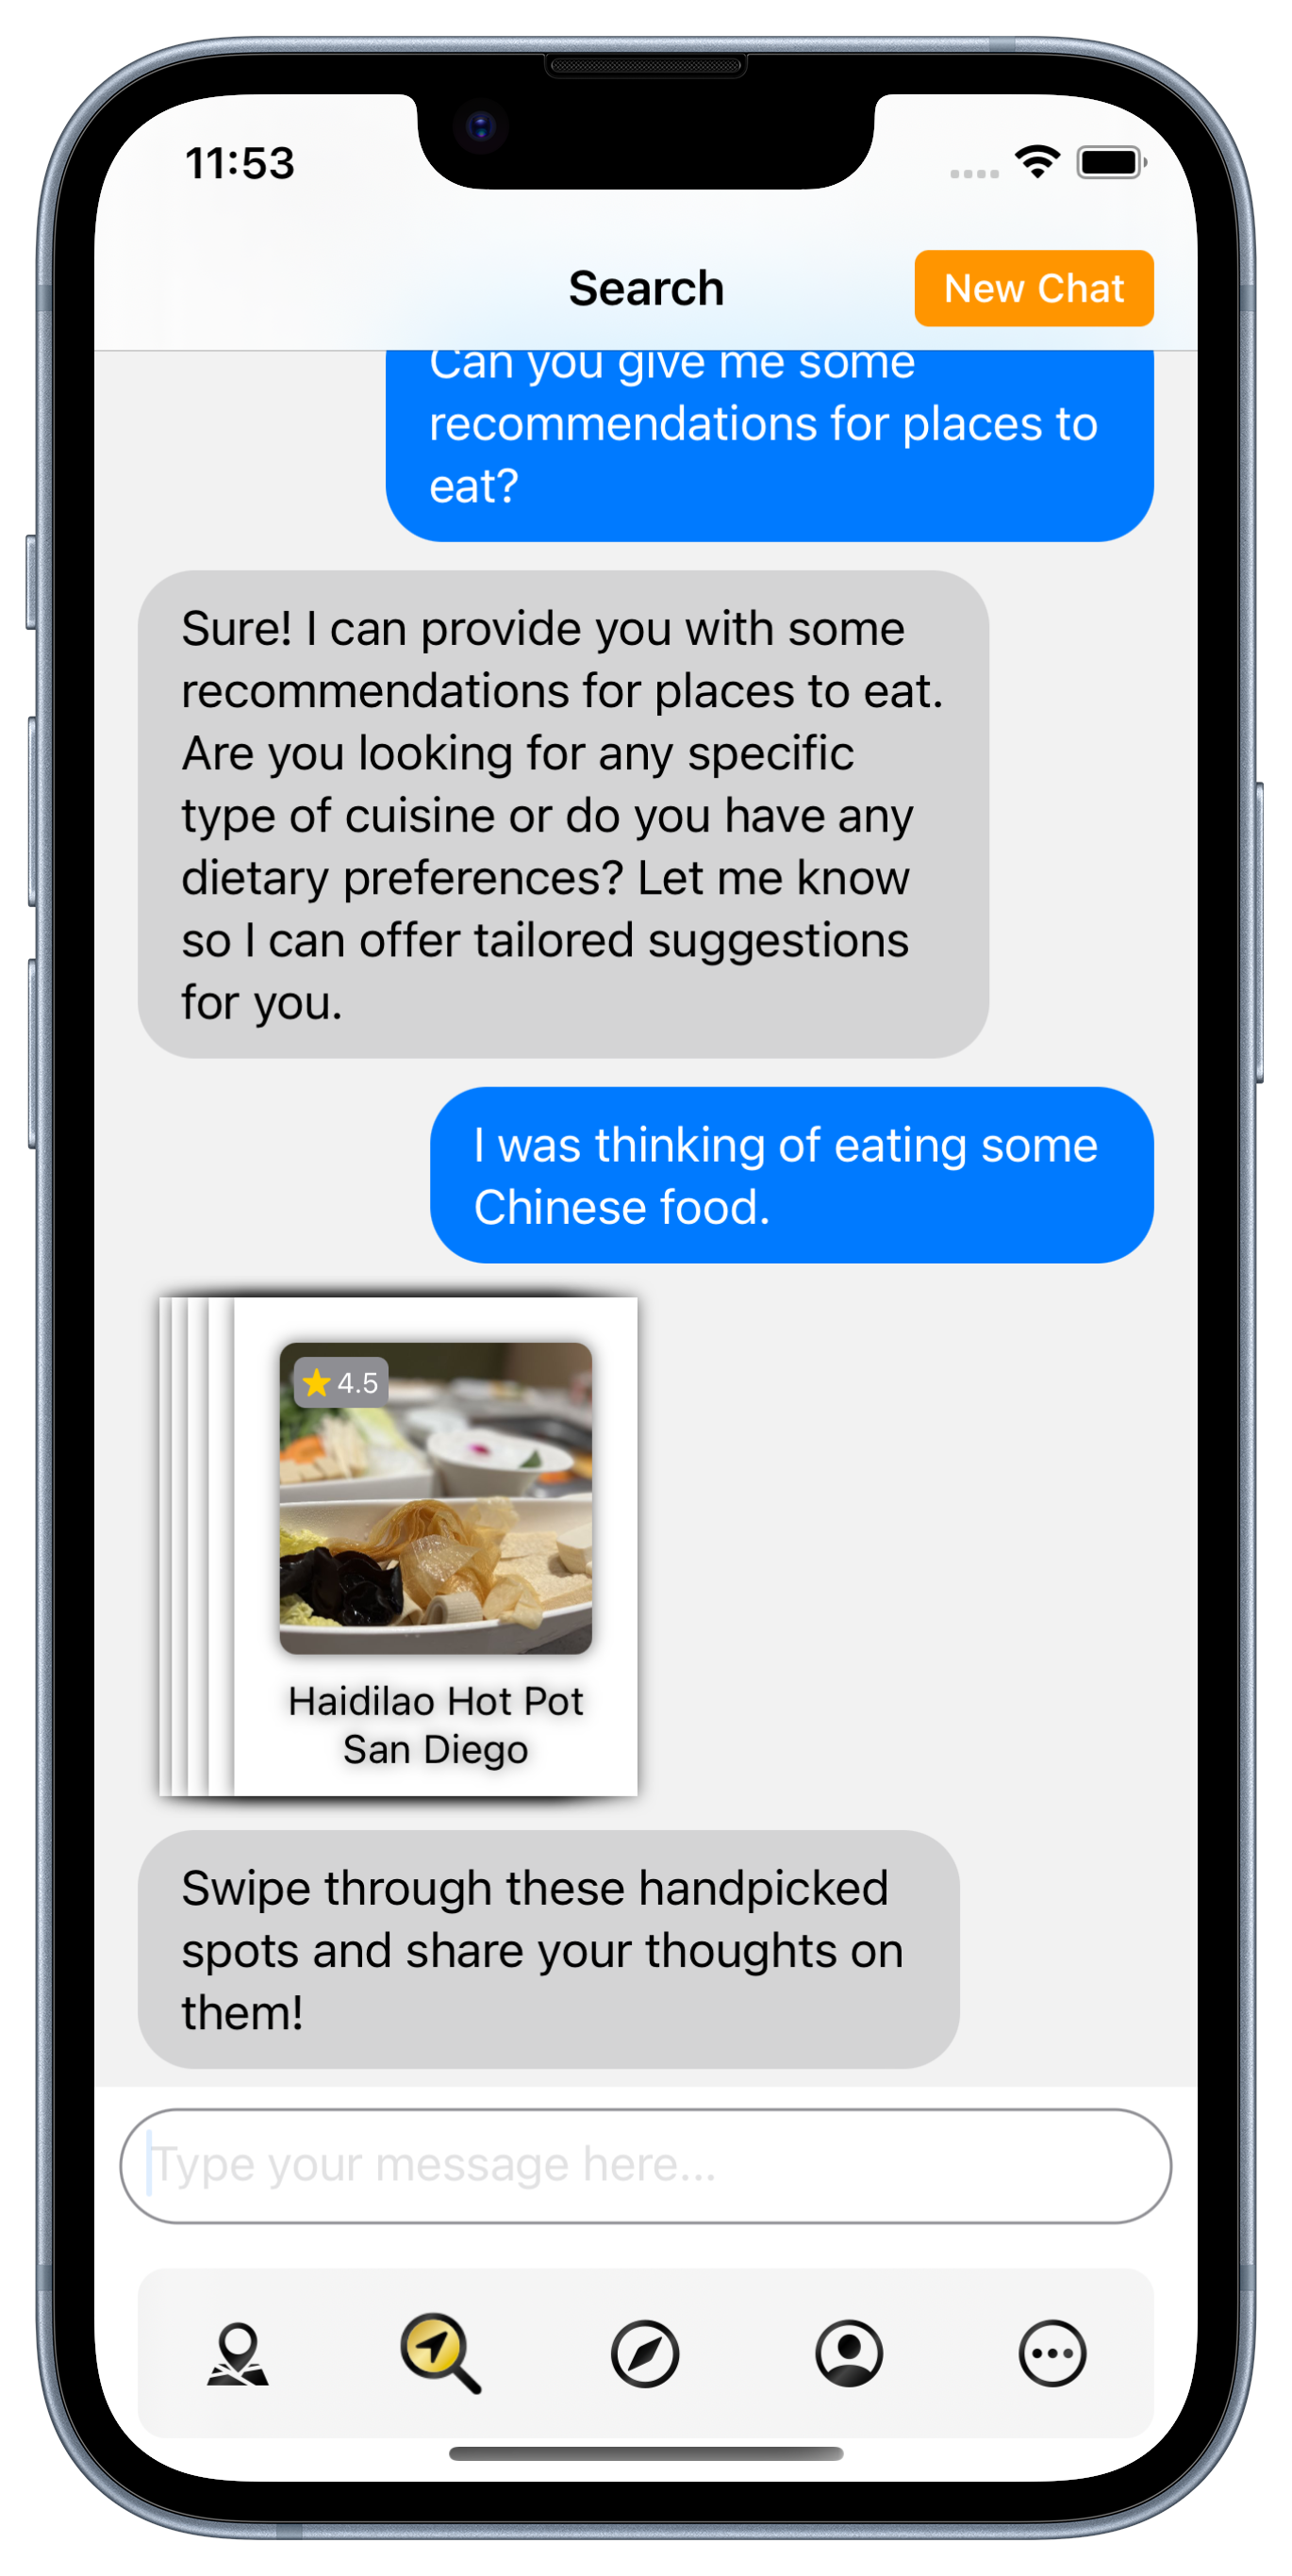 11:53
Search
New Chat
Can you give me some
recommendations for places to
eat?
Sure! I can provide you with some
recommendations for places to eat.
Are you looking for any specific
type of cuisine or do you have any
dietary preferences? Let me know
so I can offer tailored suggestions
for you.
I was thinking of eating some
Chinese food.
4.5
Haidilao Hot Pot
San Diego
Swipe through these handpicked
spots and share your thoughts on
them!
Type your message here...